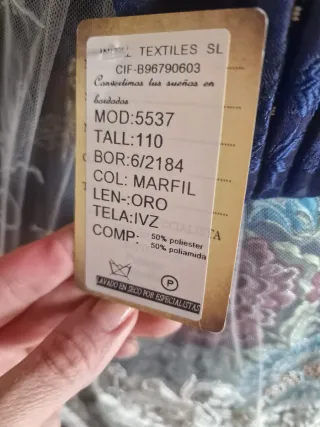 TEXTILES SL
CIF-B96790603
Convertimos tus sueños en
bordados
MOD:5537
TALL:110
BOR:6/2184
COL: MARFIL
LEN-:ORO
TELA:IVZ
COMP: 50% poliester
50% poliamida
P
LAVADO EN SECO POR ESPECIALISTAS